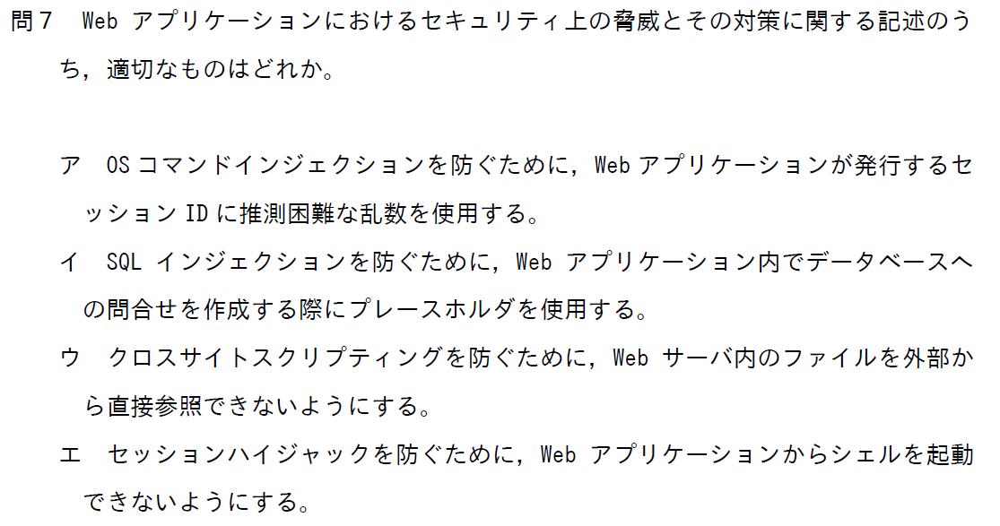 問７　Web アプリケーションにおけるセキュリティ上の脅威とその対策に関する記述のう
ち，適切なものはどれか。
ア　OSコマンドインジェクションを防ぐために，Webアプリケーションが発行するセ
ッションIDに推測困難な乱数を使用する。
イ　SQL インジェクションを防ぐために，Web アプリケーション内でデータベースへ
の問合せを作成する際にプレースホルダを使用する。
ウ　クロスサイトスクリプティングを防ぐために，Web サーバ内のファイルを外部か
ら直接参照できないようにする。
エ　セッションハイジャックを防ぐために，Web アプリケーションからシェルを起動
できないようにする。